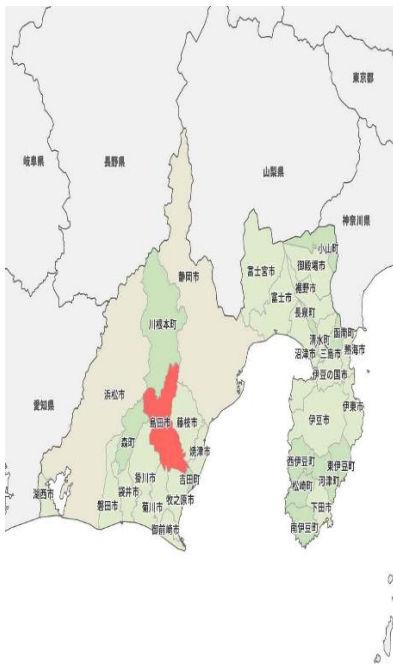 東京都
岐阜県
長野県
山梨県
神奈川県
小山町
御殿場市
富士宮市
裾野市
静岡市
富士市
長泉町
川根本町
清水町
函南町
沼津市
三島市
熱海市
伊豆の国市
浜松市
愛知県
伊東市
伊豆市
島田市
藤枝市
森町
焼津市
西伊豆町
東伊豆町
吉田町
掛川市
河津町
松崎町
湖西市
袋井市
牧之原市
磐田市
菊川市
下田市
御前崎市
南伊豆町